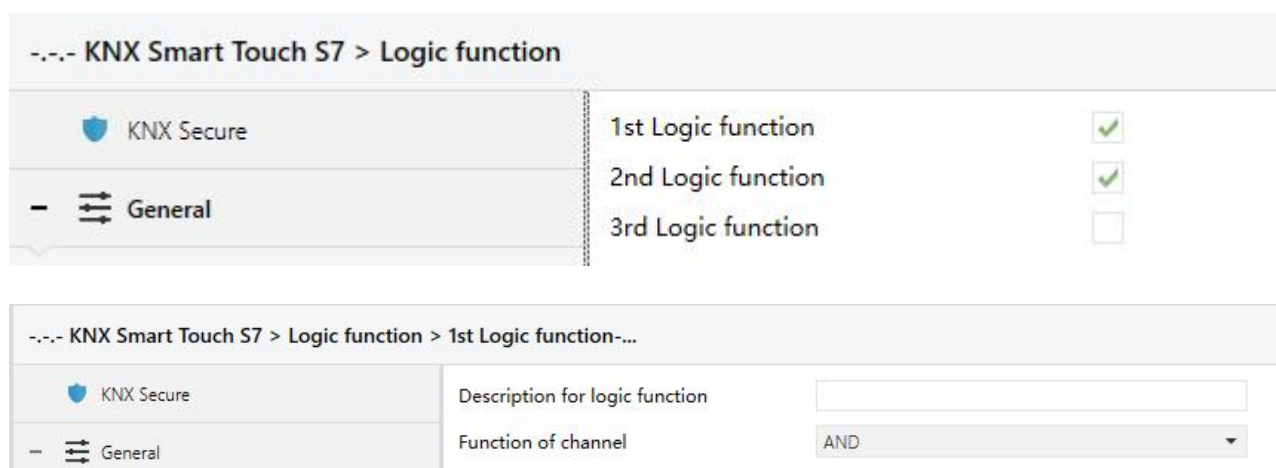 -.-.- KNX Smart Touch S7 > Logic function
KNX Secure
1st Logic function
2nd Logic function
General
3rd Logic function
-.-.- KNX Smart Touch S7 > Logic function > 1st Logic function-...
KNX Secure
Description for logic function
General
Function of channel
AND